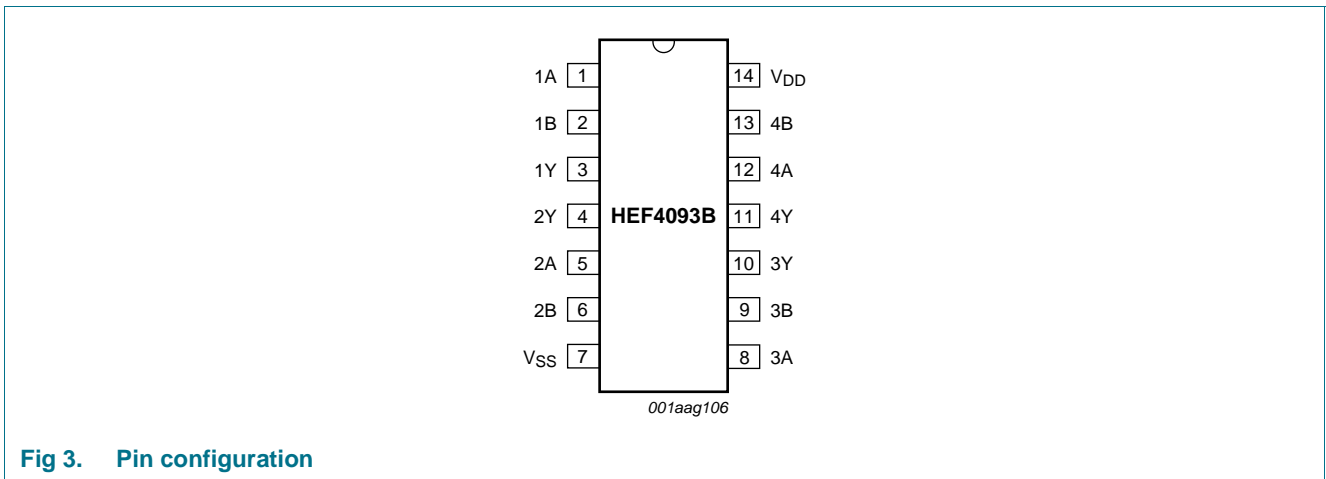 1A 1 14 VDD
1B 2 13 4B
1Y 3 12 4A
2Y 4 HEF4093B 11 4Y
2A 5 10 3Y
2B 6 9 3B
VSS 7 8 3A
001aag106
Fig 3. Pin configuration